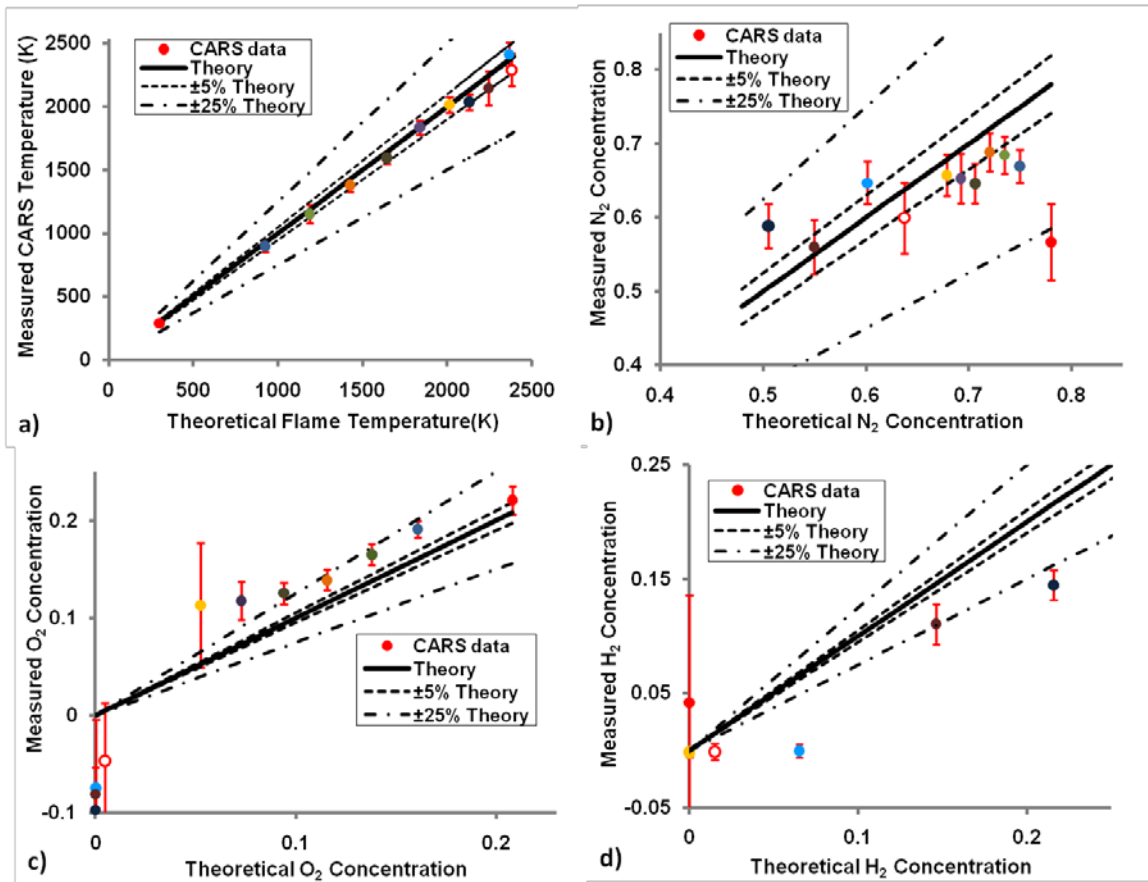 2500
2000
1500
1000
500
0
0
500
1000
1500
2000
2500
Measured CARS Temperature (K)
Theoretical Flame Temperature(K)
CARS data
Theory
±5% Theory
±25% Theory
a)
0.8
0.7
0.6
0.5
0.4
0.4
0.5
0.6
0.7
0.8
Measured N₂ Concentration
Theoretical N₂ Concentration
CARS data
Theory
±5% Theory
±25% Theory
b)
0.2
0.1
0
-0.1
0
0.1
0.2
Measured O₂ Concentration
Theoretical O₂ Concentration
CARS data
Theory
±5% Theory
±25% Theory
c)
0.25
0.15
0.05
-0.05
0
0.1
0.2
Measured H₂ Concentration
Theoretical H₂ Concentration
CARS data
Theory
±5% Theory
±25% Theory
d)